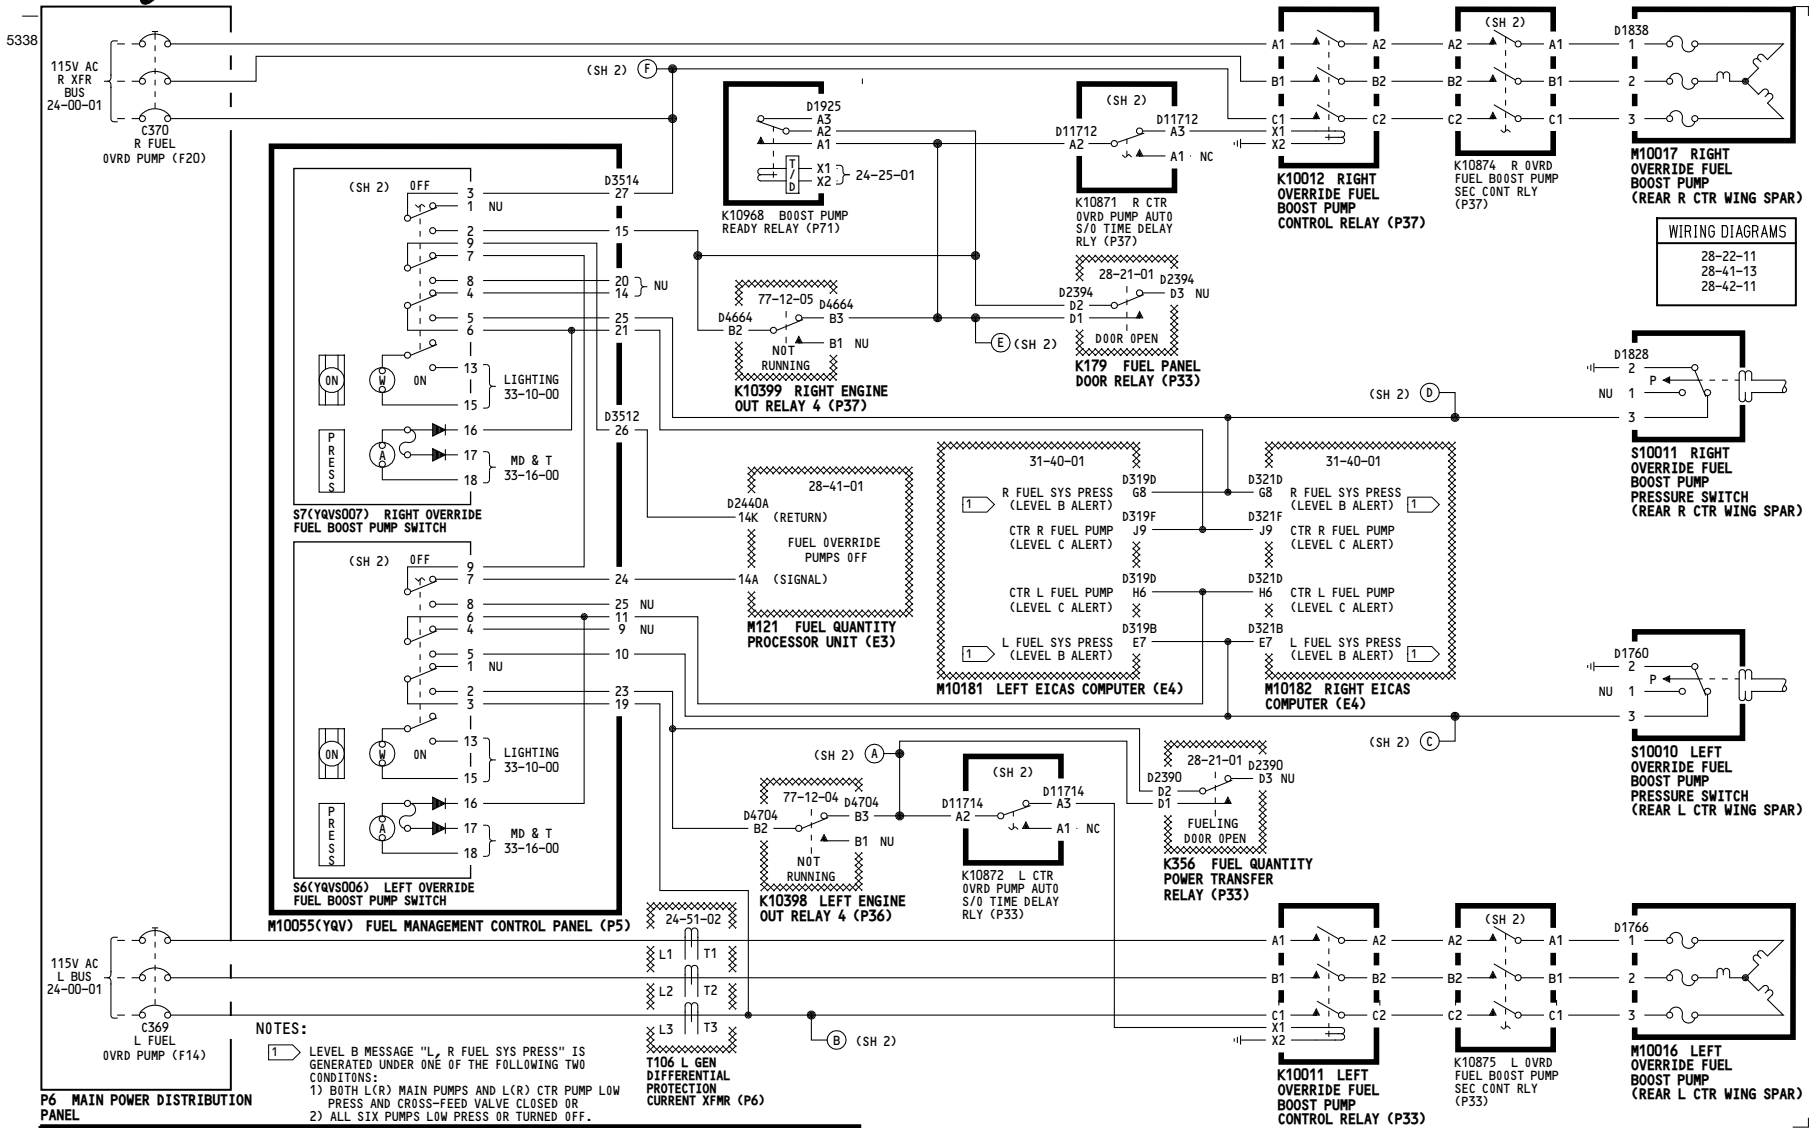 5338
115V AC
R XFR
BUS
24-00-01
C370
R FUEL
OVRD PUMP (F20)
(SH 2) F
D1925
A3
A2
A1
X1
X2
T/D
24-25-01
K10968 BOOST PUMP
READY RELAY (P71)
(SH 2)
D11712
A2
D11712
A3
A1 NC
K10871 R CTR
OVRD PUMP AUTO
S/O TIME DELAY
RLY (P37)
A1 A2
B1 B2
C1 C2
X1
X2
K10012 RIGHT
OVERRIDE FUEL
BOOST PUMP
CONTROL RELAY (P37)
(SH 2)
A2 A1
B2 B1
C2 C1
K10874 R OVRD
FUEL BOOST PUMP
SEC CONT RLY
(P37)
D1838
1
2
3
M10017 RIGHT
OVERRIDE FUEL
BOOST PUMP
(REAR R CTR WING SPAR)
WIRING DIAGRAMS
28-22-11
28-41-13
28-42-11
(SH 2) OFF
3
1 NU
2
9
7
8
4
5
6
13
15
16
17
18
ON
W ON
LIGHTING
33-10-00
PRESS
A
MD & T
33-16-00
S7(YQVS007) RIGHT OVERRIDE
FUEL BOOST PUMP SWITCH
D3514
27
15
20
14
NU
25
21
D3512
26
77-12-05
D4664
B2
D4664
B3
B1 NU
NOT
RUNNING
K10399 RIGHT ENGINE
OUT RELAY 4 (P37)
E (SH 2)
28-21-01
D2394
D2
D1
D2394
D3 NU
DOOR OPEN
K179 FUEL PANEL
DOOR RELAY (P33)
(SH 2) D
D1828
2
NU 1
3
P
S10011 RIGHT
OVERRIDE FUEL
BOOST PUMP
PRESSURE SWITCH
(REAR R CTR WING SPAR)
28-41-01
D2440A
14K (RETURN)
FUEL OVERRIDE
PUMPS OFF
14A (SIGNAL)
M121 FUEL QUANTITY
PROCESSOR UNIT (E3)
31-40-01
1
R FUEL SYS PRESS
(LEVEL B ALERT)
D319D
G8
CTR R FUEL PUMP
(LEVEL C ALERT)
D319F
J9
CTR L FUEL PUMP
(LEVEL C ALERT)
D319D
H6
1
L FUEL SYS PRESS
(LEVEL B ALERT)
D319B
E7
M10181 LEFT EICAS COMPUTER (E4)
31-40-01
D321D
G8
R FUEL SYS PRESS
(LEVEL B ALERT)
1
D321F
J9
CTR R FUEL PUMP
(LEVEL C ALERT)
D321D
H6
CTR L FUEL PUMP
(LEVEL C ALERT)
D321B
E7
L FUEL SYS PRESS
(LEVEL B ALERT)
1
M10182 RIGHT EICAS
COMPUTER (E4)
(SH 2) OFF
9
7
8
6
4
5
1 NU
2
3
13
15
16
17
18
24
25 NU
11
9 NU
10
23
19
ON
W ON
LIGHTING
33-10-00
PRESS
A
MD & T
33-16-00
S6(YQVS006) LEFT OVERRIDE
FUEL BOOST PUMP SWITCH
M10055(YQV) FUEL MANAGEMENT CONTROL PANEL (P5)
D1760
2
NU 1
3
P
(SH 2) C
S10010 LEFT
OVERRIDE FUEL
BOOST PUMP
PRESSURE SWITCH
(REAR L CTR WING SPAR)
(SH 2) A
77-12-04
D4704
B2
D4704
B3
B1 NU
NOT
RUNNING
K10398 LEFT ENGINE
OUT RELAY 4 (P36)
(SH 2)
D11714
A2
D11714
A3
A1 NC
K10872 L CTR
OVRD PUMP AUTO
S/O TIME DELAY
RLY (P33)
28-21-01
D2390
D2
D1
D2390
D3 NU
FUELING
DOOR OPEN
K356 FUEL QUANTITY
POWER TRANSFER
RELAY (P33)
115V AC
L BUS
24-00-01
C369
L FUEL
OVRD PUMP (F14)
24-51-02
L1 T1
L2 T2
L3 T3
T106 L GEN
DIFFERENTIAL
PROTECTION
CURRENT XFMR (P6)
B (SH 2)
A1 A2
B1 B2
C1 C2
X1
X2
K10011 LEFT
OVERRIDE FUEL
BOOST PUMP
CONTROL RELAY (P33)
(SH 2)
A2 A1
B2 B1
C2 C1
K10875 L OVRD
FUEL BOOST PUMP
SEC CONT RLY
(P33)
D1766
1
2
3
M10016 LEFT
OVERRIDE FUEL
BOOST PUMP
(REAR L CTR WING SPAR)
P6 MAIN POWER DISTRIBUTION
PANEL
NOTES:
1 LEVEL B MESSAGE "L, R FUEL SYS PRESS" IS
GENERATED UNDER ONE OF THE FOLLOWING TWO
CONDITONS:
1) BOTH L(R) MAIN PUMPS AND L(R) CTR PUMP LOW
PRESS AND CROSS-FEED VALVE CLOSED OR
2) ALL SIX PUMPS LOW PRESS OR TURNED OFF.